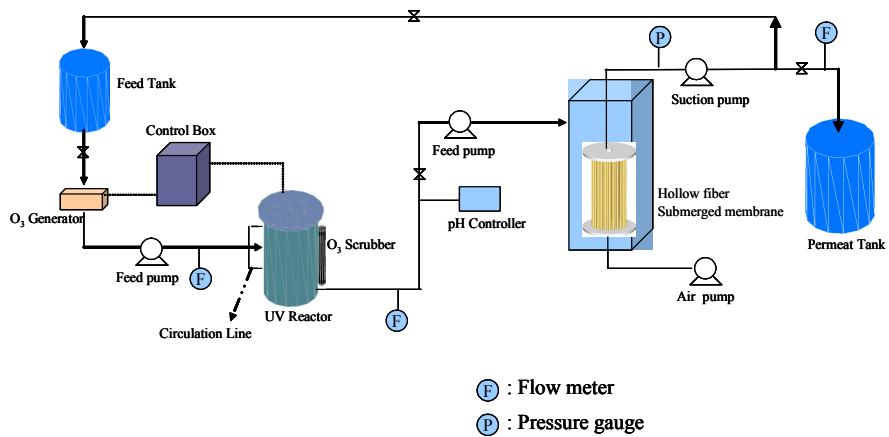 P
F
Feed Tank
Suction pump
Control Box
Feed pump
O3 Generator
Hollow fiber
Submerged membrane
pH Controller
O3 Scrubber
Permeat Tank
Feed pump
F
Air pump
UV Reactor
F
Circulation Line
F : Flow meter
P : Pressure gauge